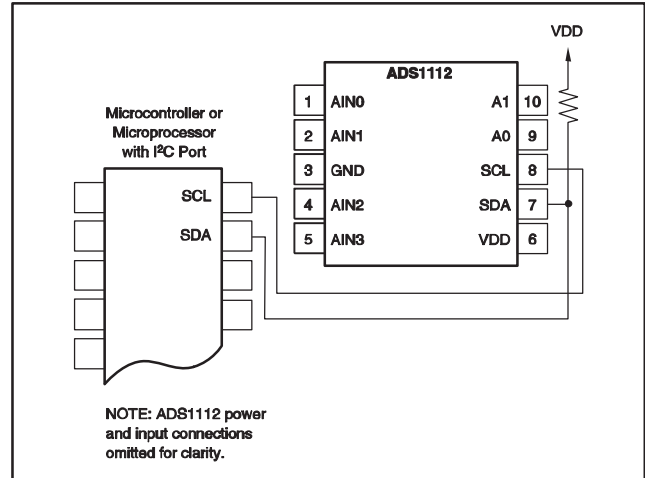 VDD
ADS1112
1 AIN0 A1 10
2 AIN1 A0 9
3 GND SCL 8
4 AIN2 SDA 7
5 AIN3 VDD 6
Microcontroller or
Microprocessor
with I²C Port
SCL
SDA
NOTE: ADS1112 power
and input connections
omitted for clarity.